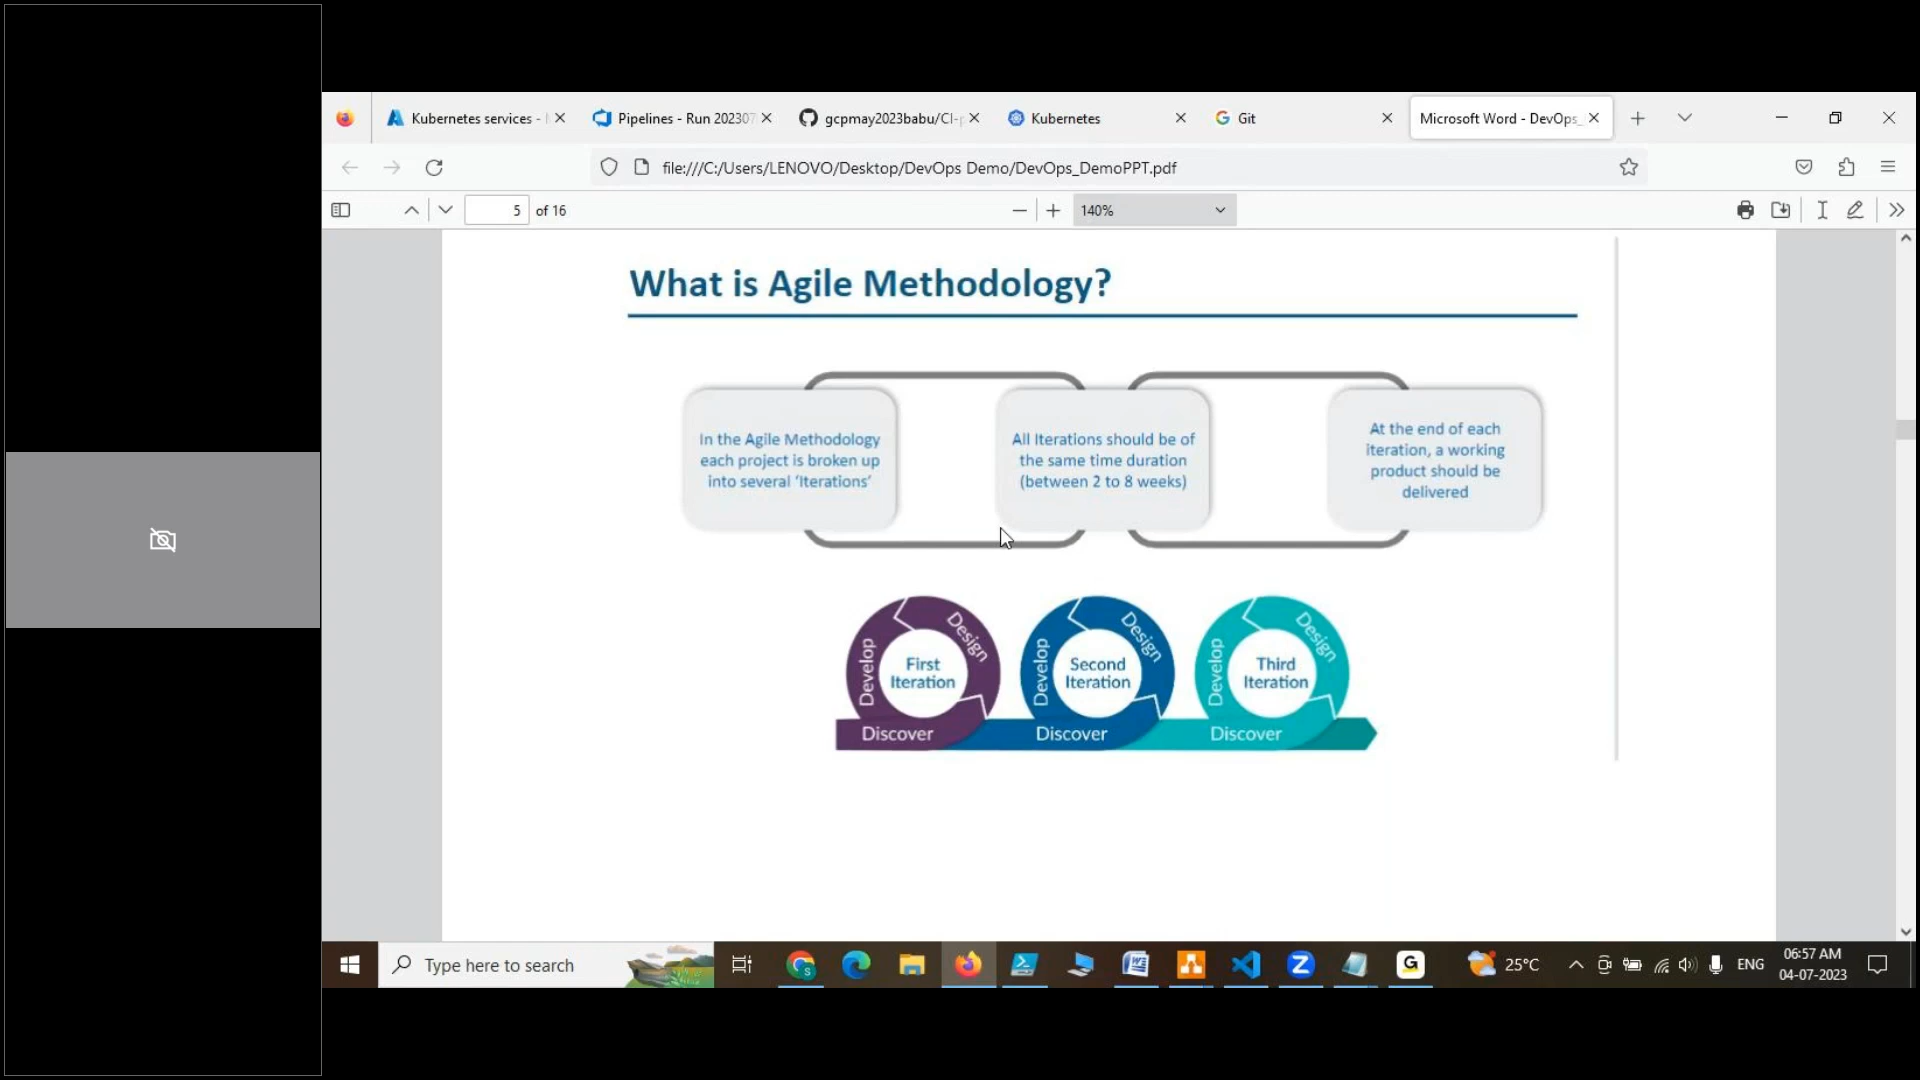 Kubernetes services -
Pipelines - Run 202307
gcpmay2023babu/CI-p
Kubernetes
Git
Microsoft Word - DevOps_
file:///C:/Users/LENOVO/Desktop/DevOps Demo/DevOps_DemoPPT.pdf
5 of 16
140%
What is Agile Methodology?
In the Agile Methodology
each project is broken up
into several ‘Iterations’
All Iterations should be of
the same time duration
(between 2 to 8 weeks)
At the end of each
iteration, a working
product should be
delivered
Develop
Design
First
Iteration
Discover
Develop
Design
Second
Iteration
Discover
Develop
Design
Third
Iteration
Discover
Type here to search
25°C
ENG
06:57 AM
04-07-2023